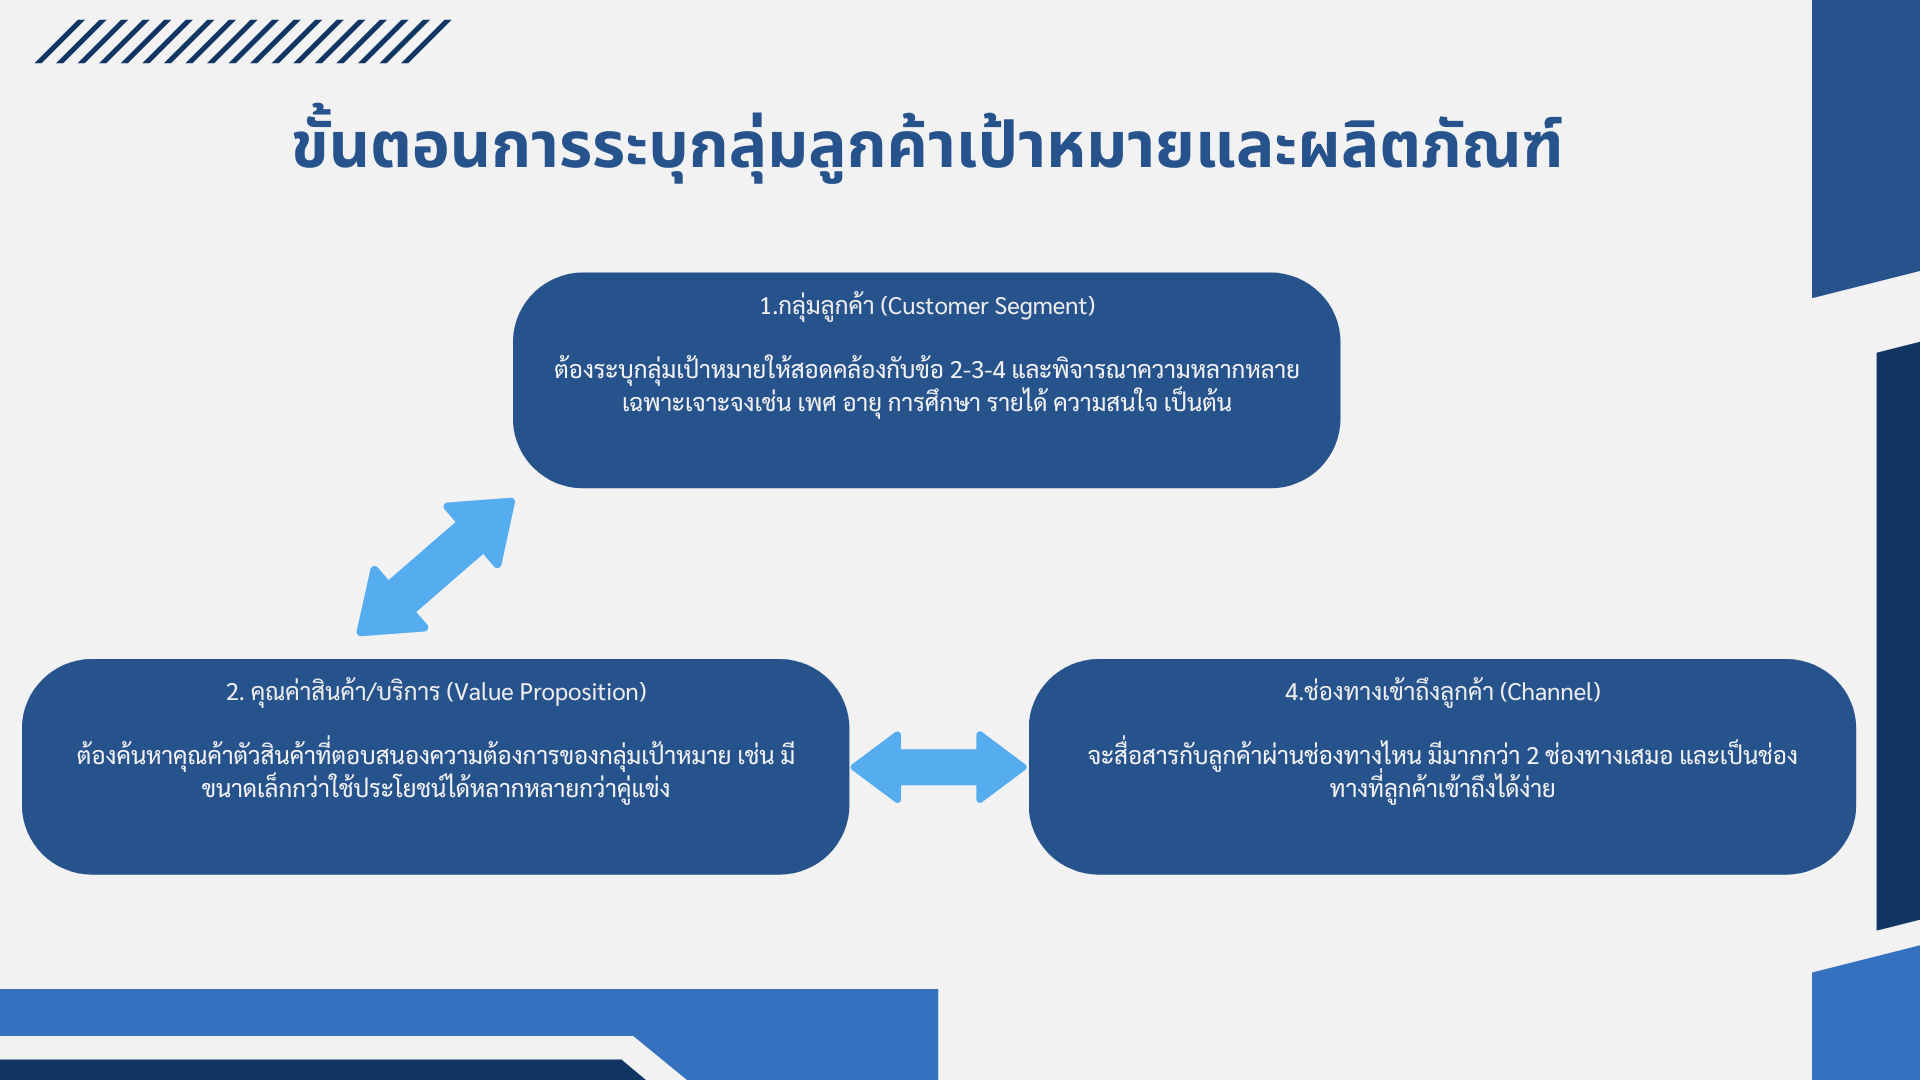 ขั้นตอนการระบุกลุ่มลูกค้าเป้าหมายและผลิตภัณฑ์
1.กลุ่มลูกค้า (Customer Segment)
ต้องระบุกลุ่มเป้าหมายให้สอดคล้องกับข้อ 2-3-4 และพิจารณาความหลากหลาย
เฉพาะเจาะจงเช่น เพศ อายุ การศึกษา รายได้ ความสนใจ เป็นต้น
2. คุณค่าสินค้า/บริการ (Value Proposition)
ต้องค้นหาคุณค้าตัวสินค้าที่ตอบสนองความต้องการของกลุ่มเป้าหมาย เช่น มี
ขนาดเล็กกว่าใช้ประโยชน์ได้หลากหลายกว่าคู่แข่ง
4.ช่องทางเข้าถึงลูกค้า (Channel)
จะสื่อสารกับลูกค้าผ่านช่องทางไหน มีมากกว่า 2 ช่องทางเสมอ และเป็นช่อง
ทางที่ลูกค้าเข้าถึงได้ง่าย